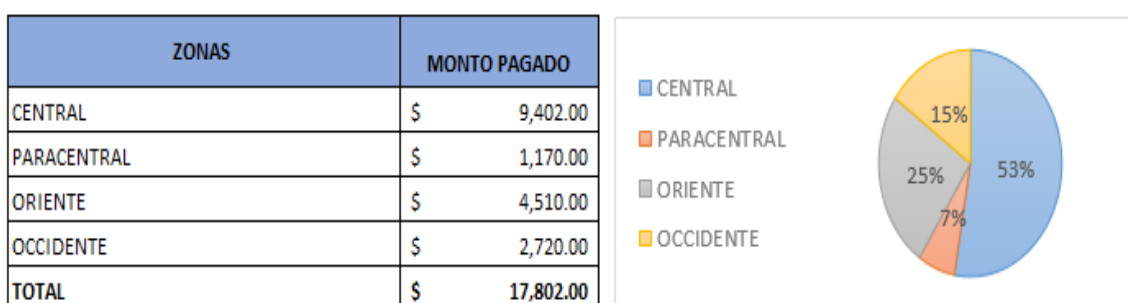 ZONAS MONTO PAGADO
CENTRAL $ 9,402.00
PARACENTRAL $ 1,170.00
ORIENTE $ 4,510.00
OCCIDENTE $ 2,720.00
TOTAL $ 17,802.00
CENTRAL
PARACENTRAL
ORIENTE
OCCIDENTE
15%
25%
53%
7%